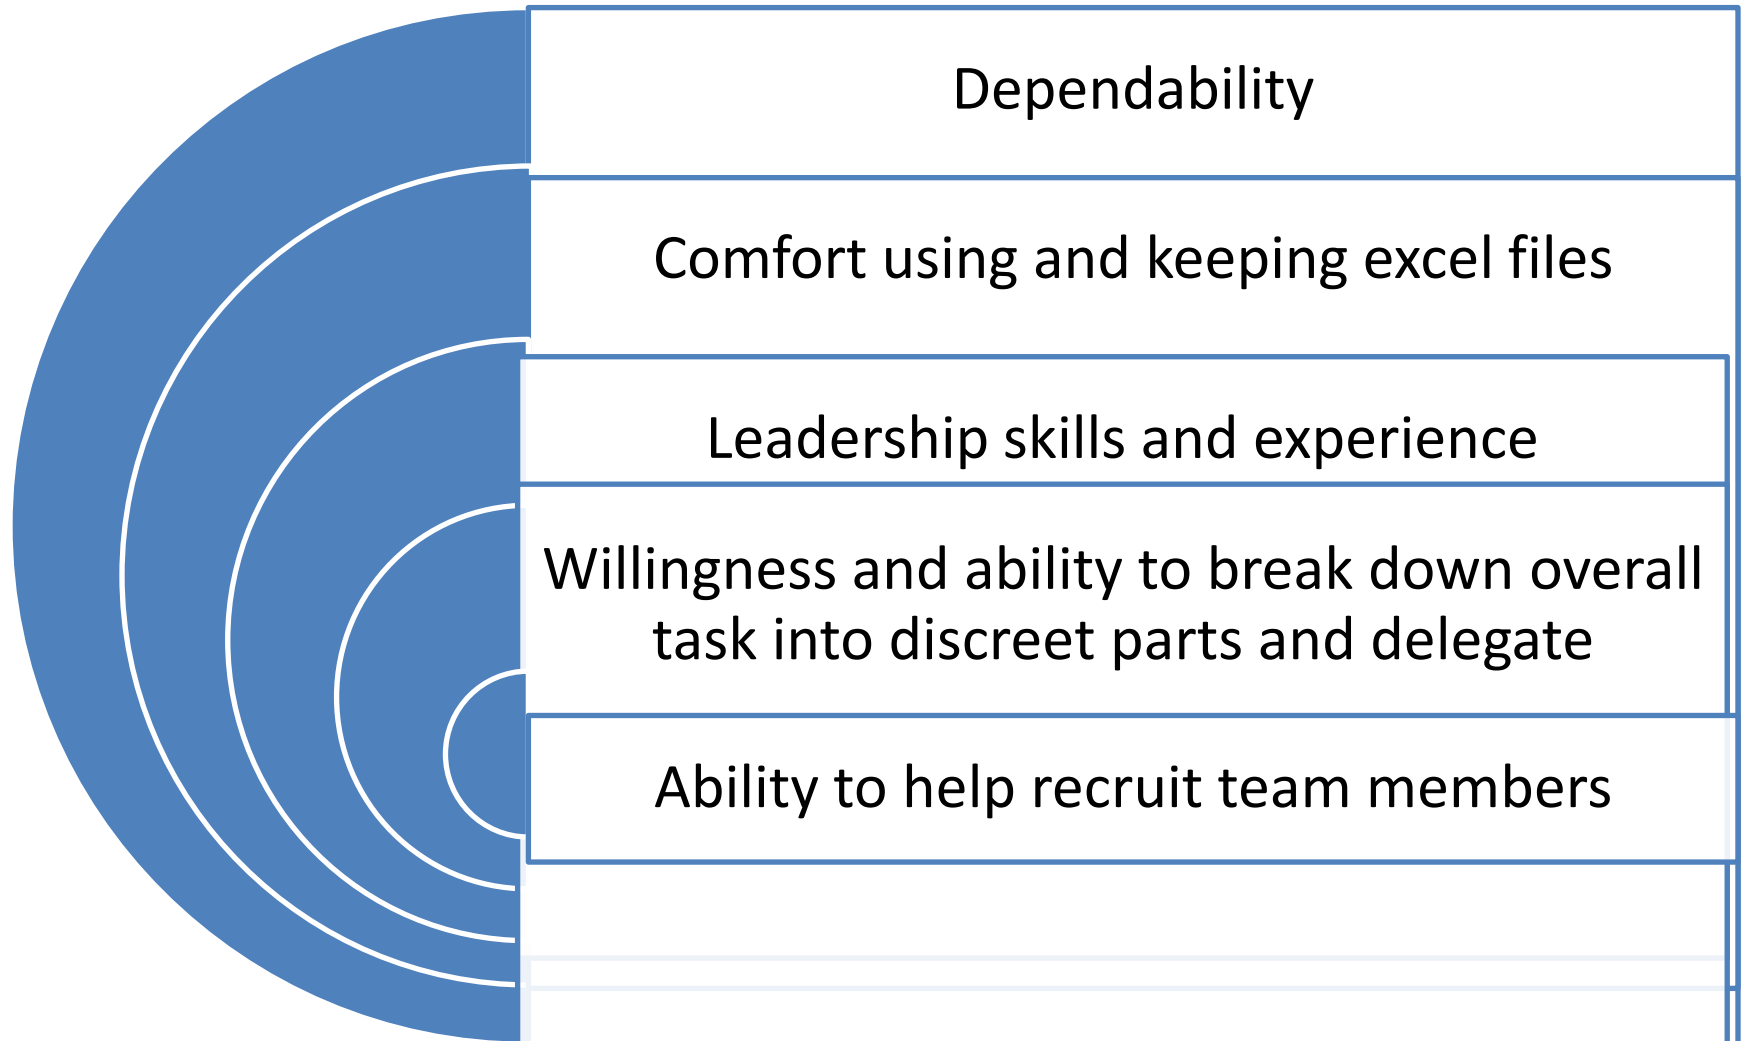 Dependability
Comfort using and keeping excel files
Leadership skills and experience
Willingness and ability to break down overall
task into discreet parts and delegate
Ability to help recruit team members